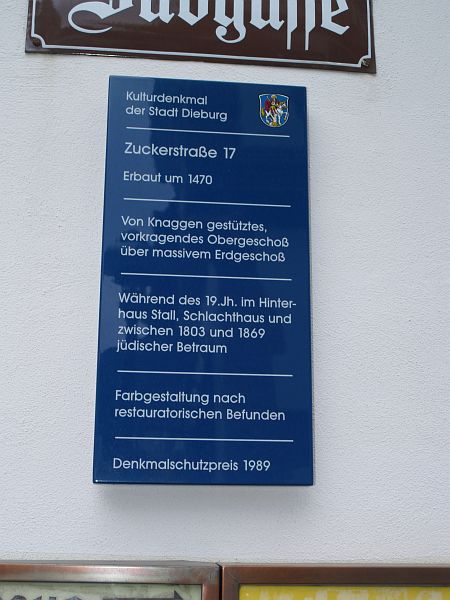 Kulturdenkmal
der Stadt Dieburg
Zuckerstraße 17
Erbaut um 1470
Von Knaggen gestütztes,
vorkragendes Obergeschoß
über massivem Erdgeschoß
Während des 19.Jh. im Hinter-
haus Stall, Schlachthaus und
zwischen 1803 und 1869
jüdischer Betraum
Farbgestaltung nach
restauratorischen Befunden
Denkmalschutzpreis 1989